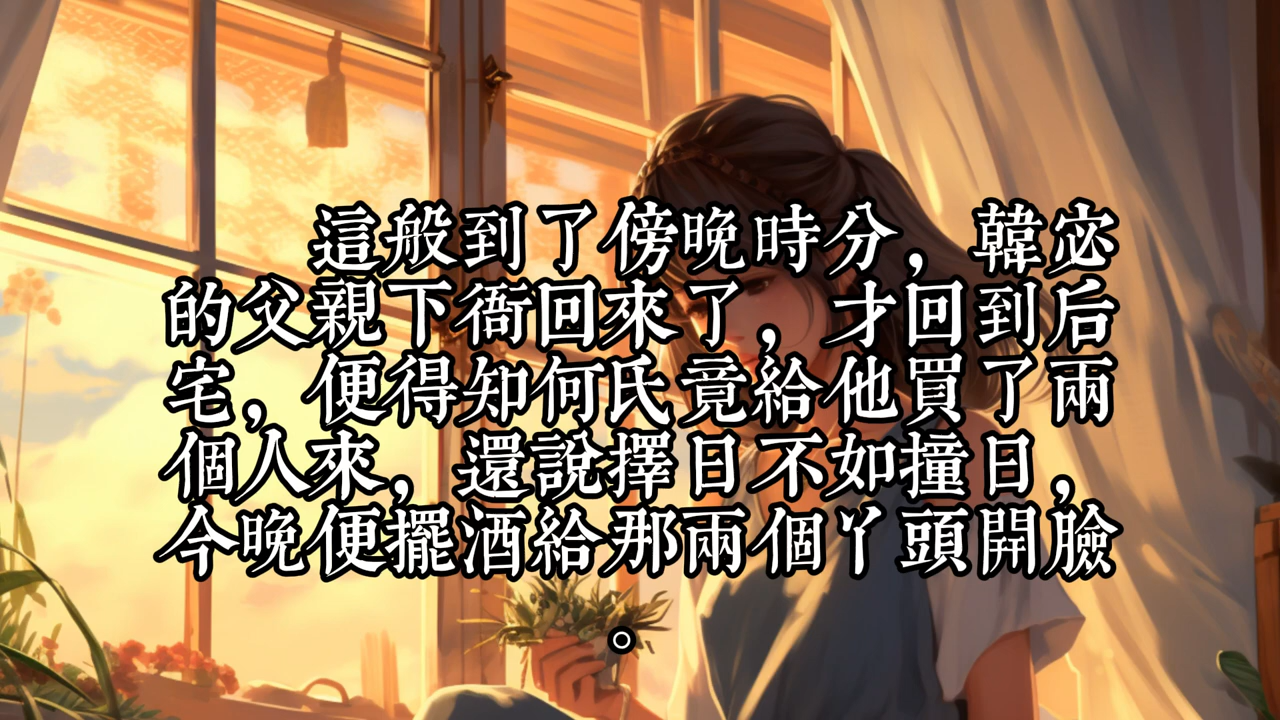 這般到了傍晚時分，韓宓
的父親下衙回來了，才回到后
宅，便得知何氏竟給他買了兩
個人來，還說擇日不如撞日，
今晚便擺酒給那兩個丫頭開臉
。